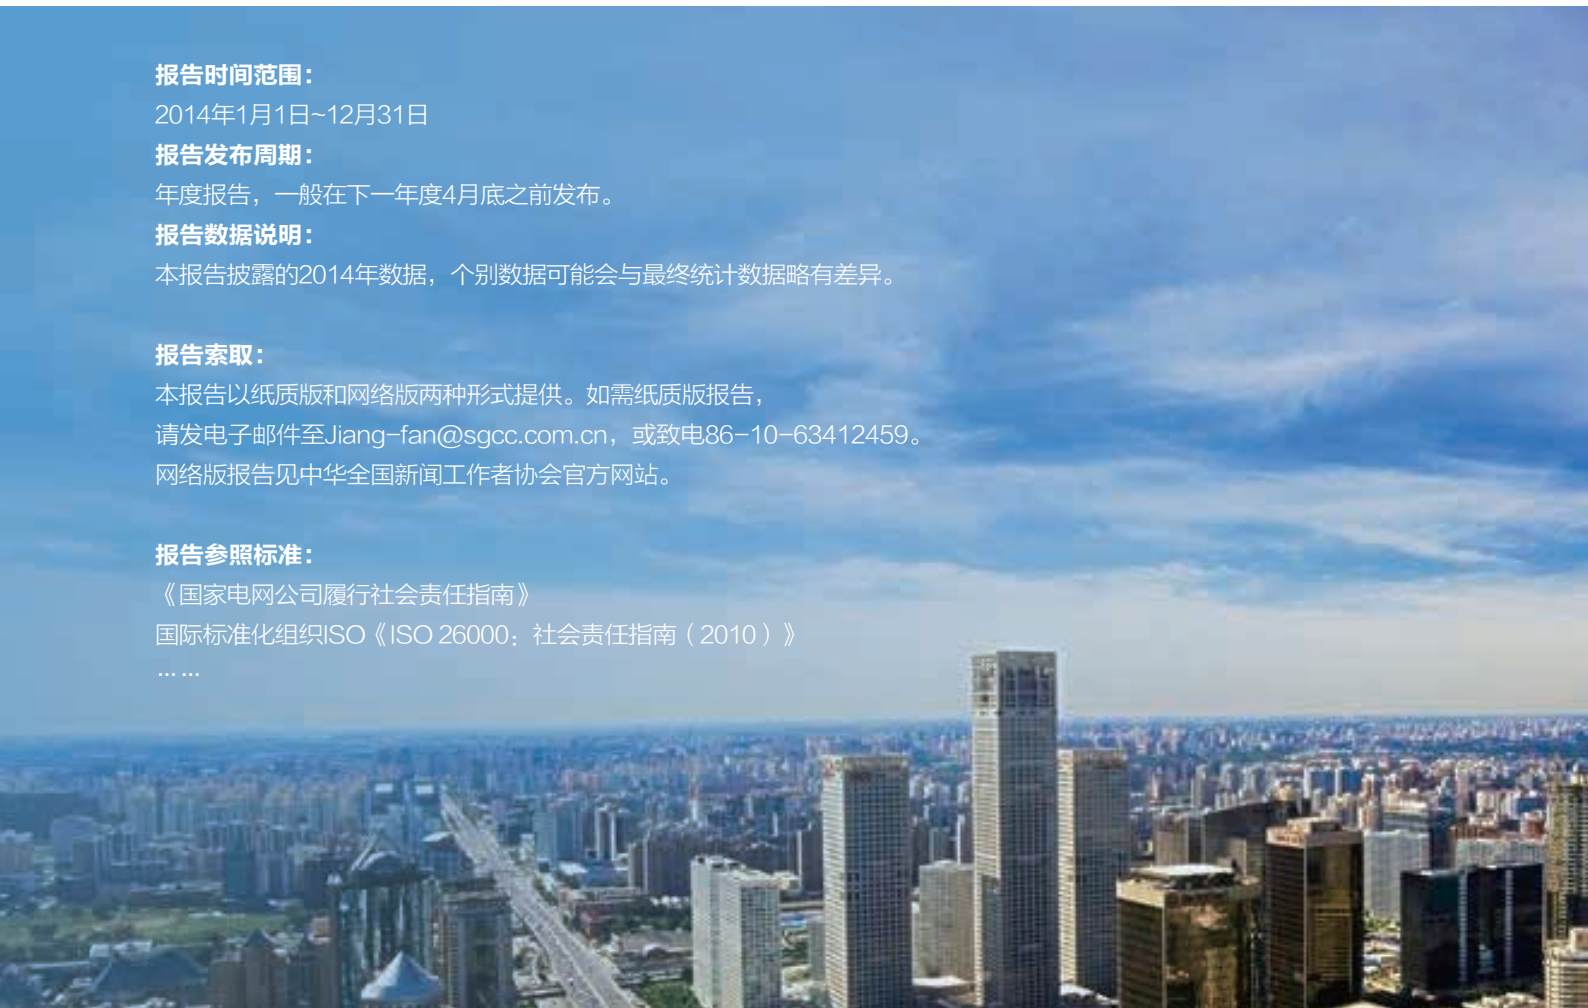 报告时间范围：
2014年1月1日~12月31日
报告发布周期：
年度报告，一般在下一年度4月底之前发布。
报告数据说明：
本报告披露的2014年数据，个别数据可能会与最终统计数据略有差异。
报告索取：
本报告以纸质版和网络版两种形式提供。如需纸质版报告，
请发电子邮件至Jiang-fan@sgcc.com.cn，或致电86-10-63412459。
网络版报告见中华全国新闻工作者协会官方网站。
报告参照标准：
《国家电网公司履行社会责任指南》
国际标准化组织ISO《ISO 26000：社会责任指南（2010）》
……